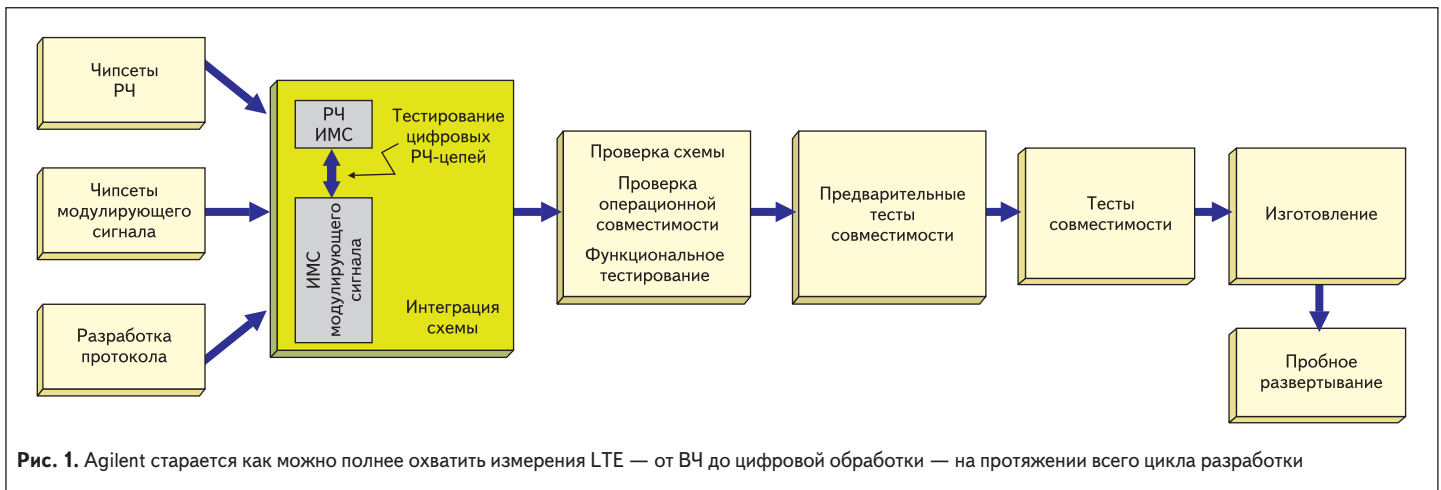 Чипсеты
РЧ
Чипсеты
модулирующего
сигнала
Разработка
протокола
РЧ
ИМС
Тестирование
цифровых
РЧ-цепей
ИМС
модулирующего
сигнала
Интеграция
схемы
Проверка схемы
Проверка
операционной
совместимости
Функциональное
тестирование
Предварительные
тесты
совместимости
Тесты
совместимости
Изготовление
Пробное
развертывание
Рис. 1. Agilent старается как можно полнее охватить измерения LTE — от ВЧ до цифровой обработки — на протяжении всего цикла разработки